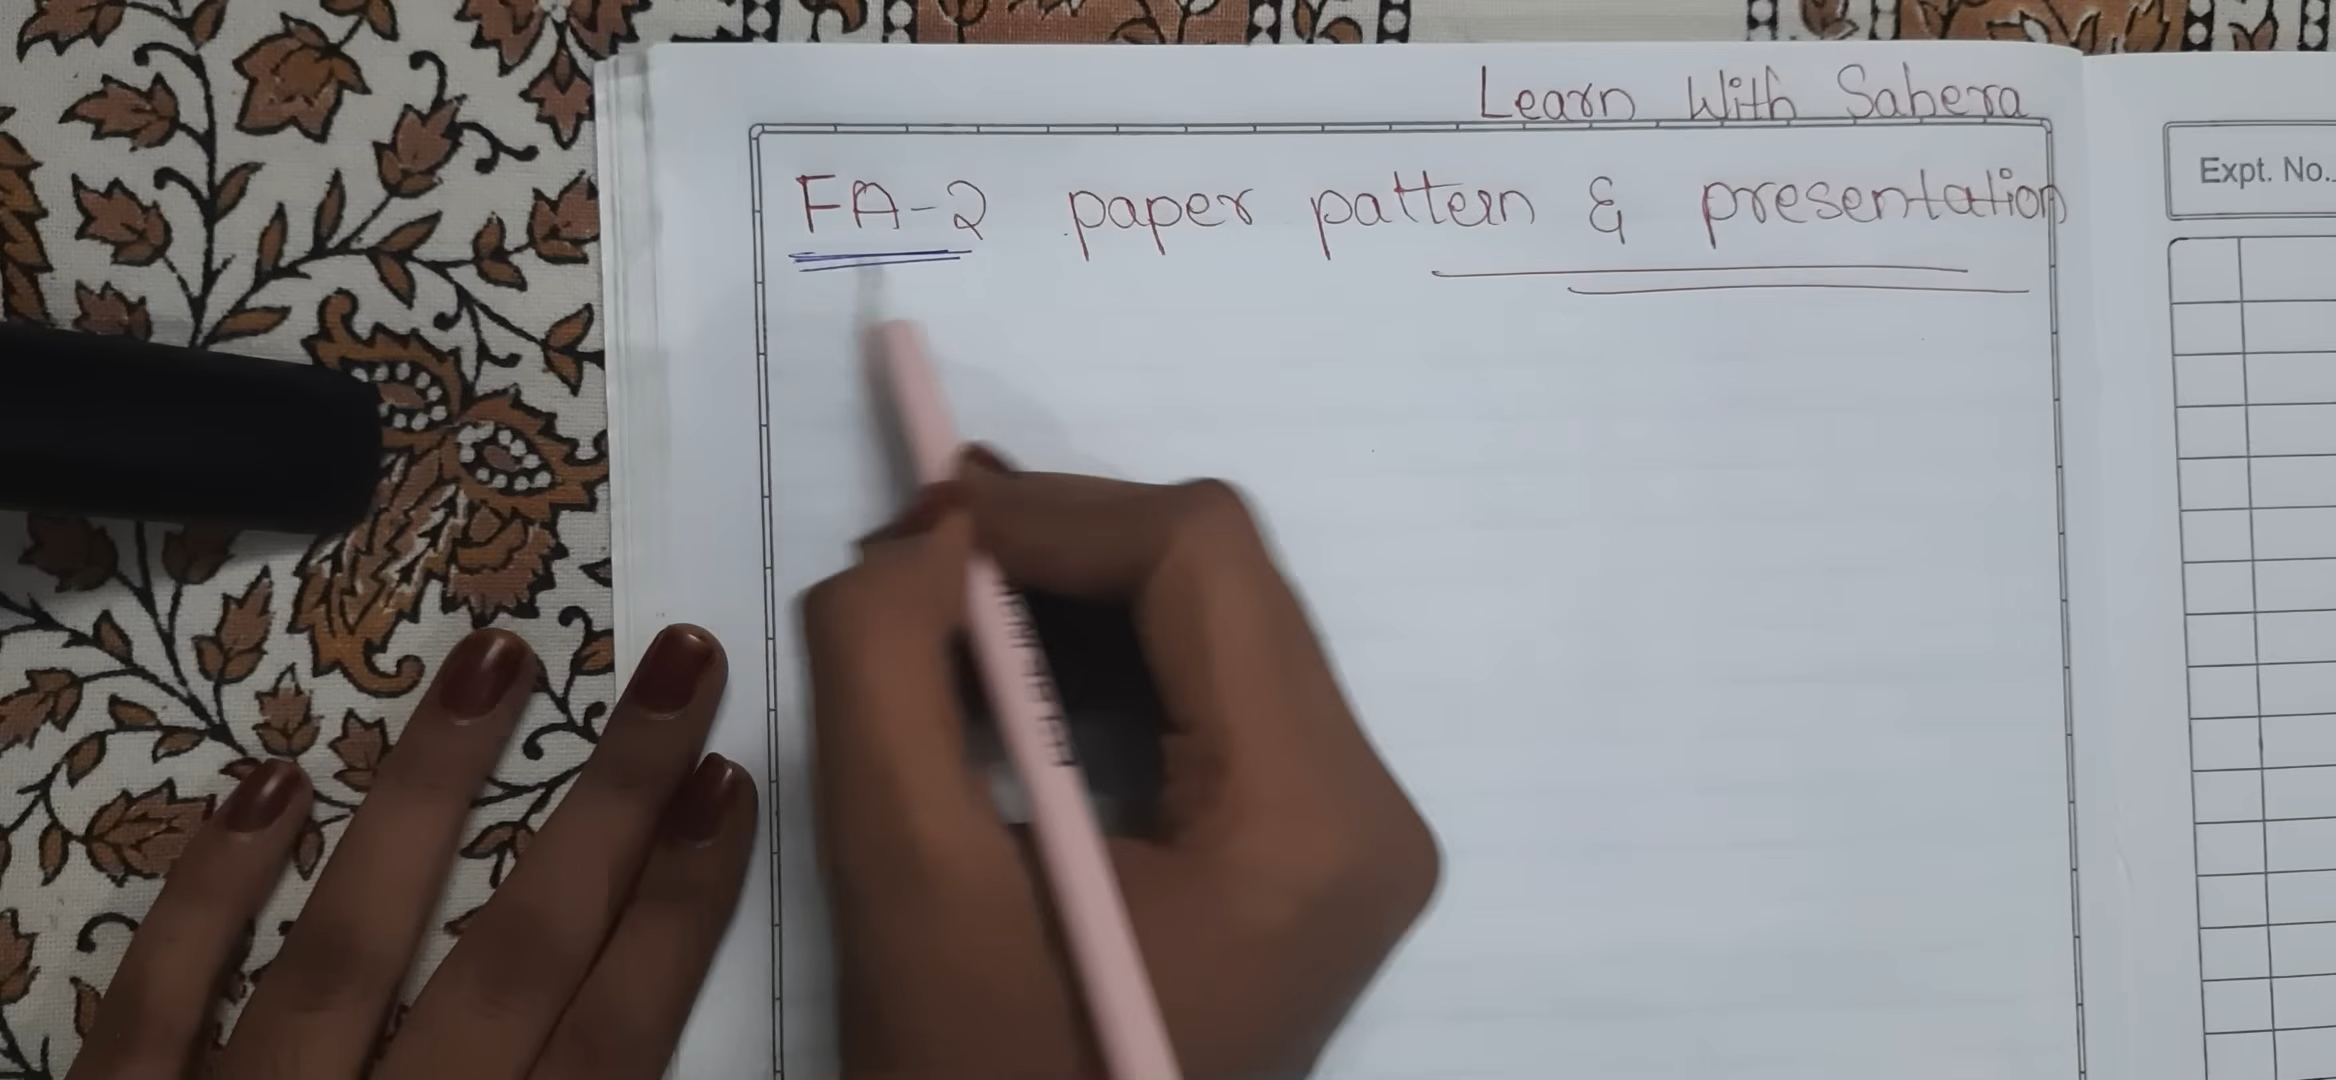 Learn With Sabera
FA-2 paper pattern & presentation
Expt. No.